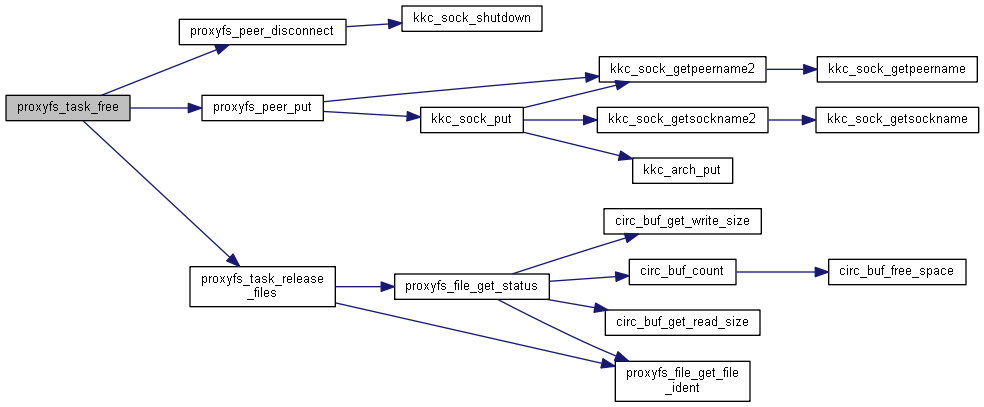 kkc_sock_shutdown
proxyfs_peer_disconnect
kkc_sock_getpeername2
kkc_sock_getpeername
proxyfs_task_free
proxyfs_peer_put
kkc_sock_put
kkc_sock_getsockname2
kkc_sock_getsockname
kkc_arch_put
circ_buf_get_write_size
proxyfs_task_release
_files
proxyfs_file_get_status
circ_buf_count
circ_buf_free_space
circ_buf_get_read_size
proxyfs_file_get_file
_ident